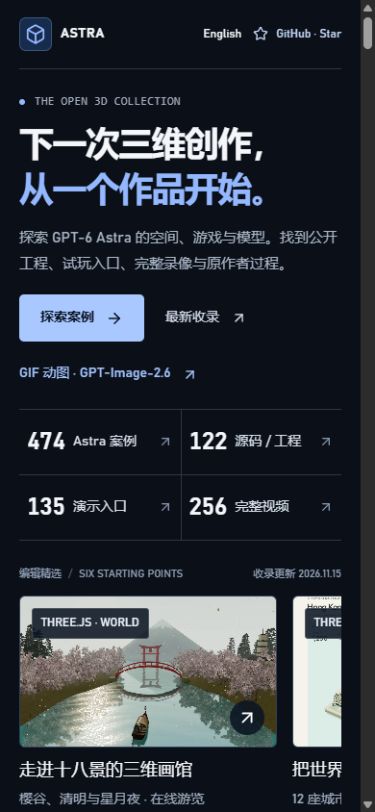 ASTRA
English
GitHub · Star
THE OPEN 3D COLLECTION
下一次三维创作，
从一个作品开始。
探索 GPT-6 Astra 的空间、游戏与模型。找到公开
工程、试玩入口、完整录像与原作者过程。
探索案例
最新收录
GIF 动图 · GPT-Image-2.6
474 Astra 案例
122 源码 / 工程
135 演示入口
256 完整视频
编辑精选 / SIX STARTING POINTS
收录更新 2026.11.15
THREE.JS · WORLD
THRE
走进十八景的三维画馆
把世界
樱谷、清明与星月夜 · 在线游览
12 座城市